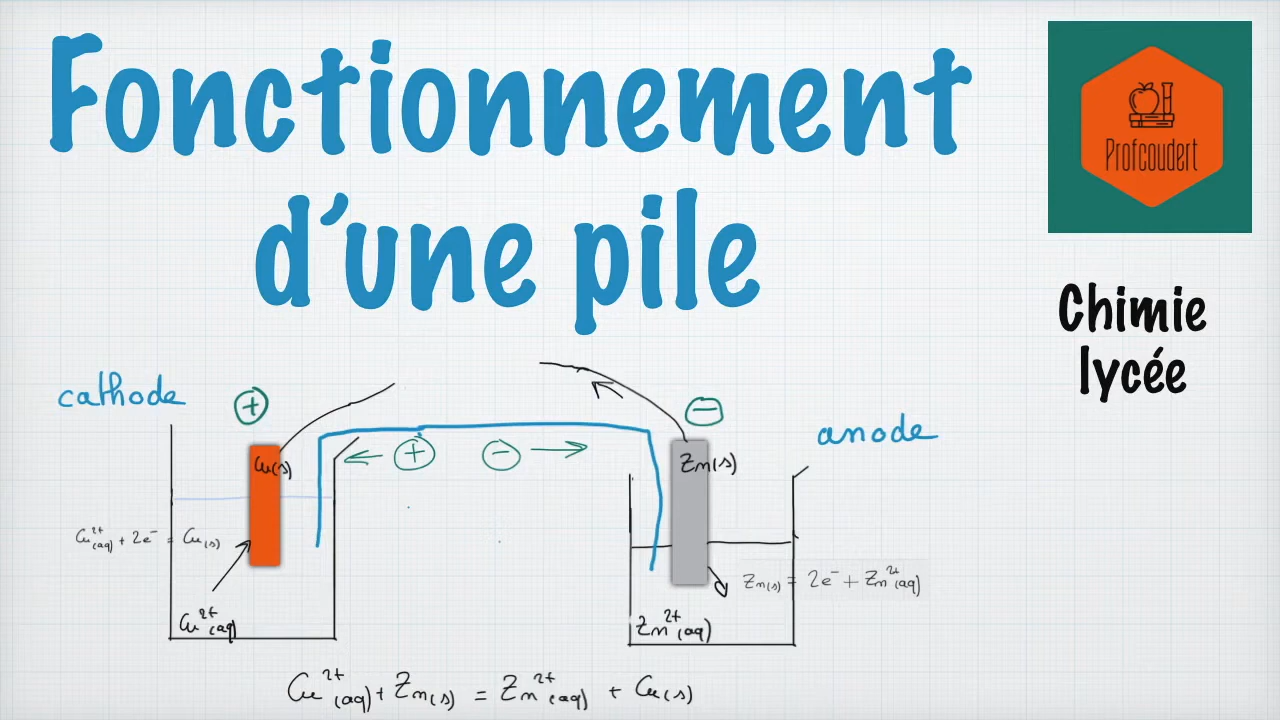 Fonctionnement
d'une pile
Profcoudert
Chimie
lycée
cathode
+
−
anode
+
−
Cu(s)
Zn(s)
Cu²⁺(aq) + 2e⁻ = Cu(s)
Zn(s) = 2e⁻ + Zn²⁺(aq)
Cu²⁺(aq)
Zn²⁺(aq)
Cu²⁺(aq) + Zn(s) = Zn²⁺(aq) + Cu(s)